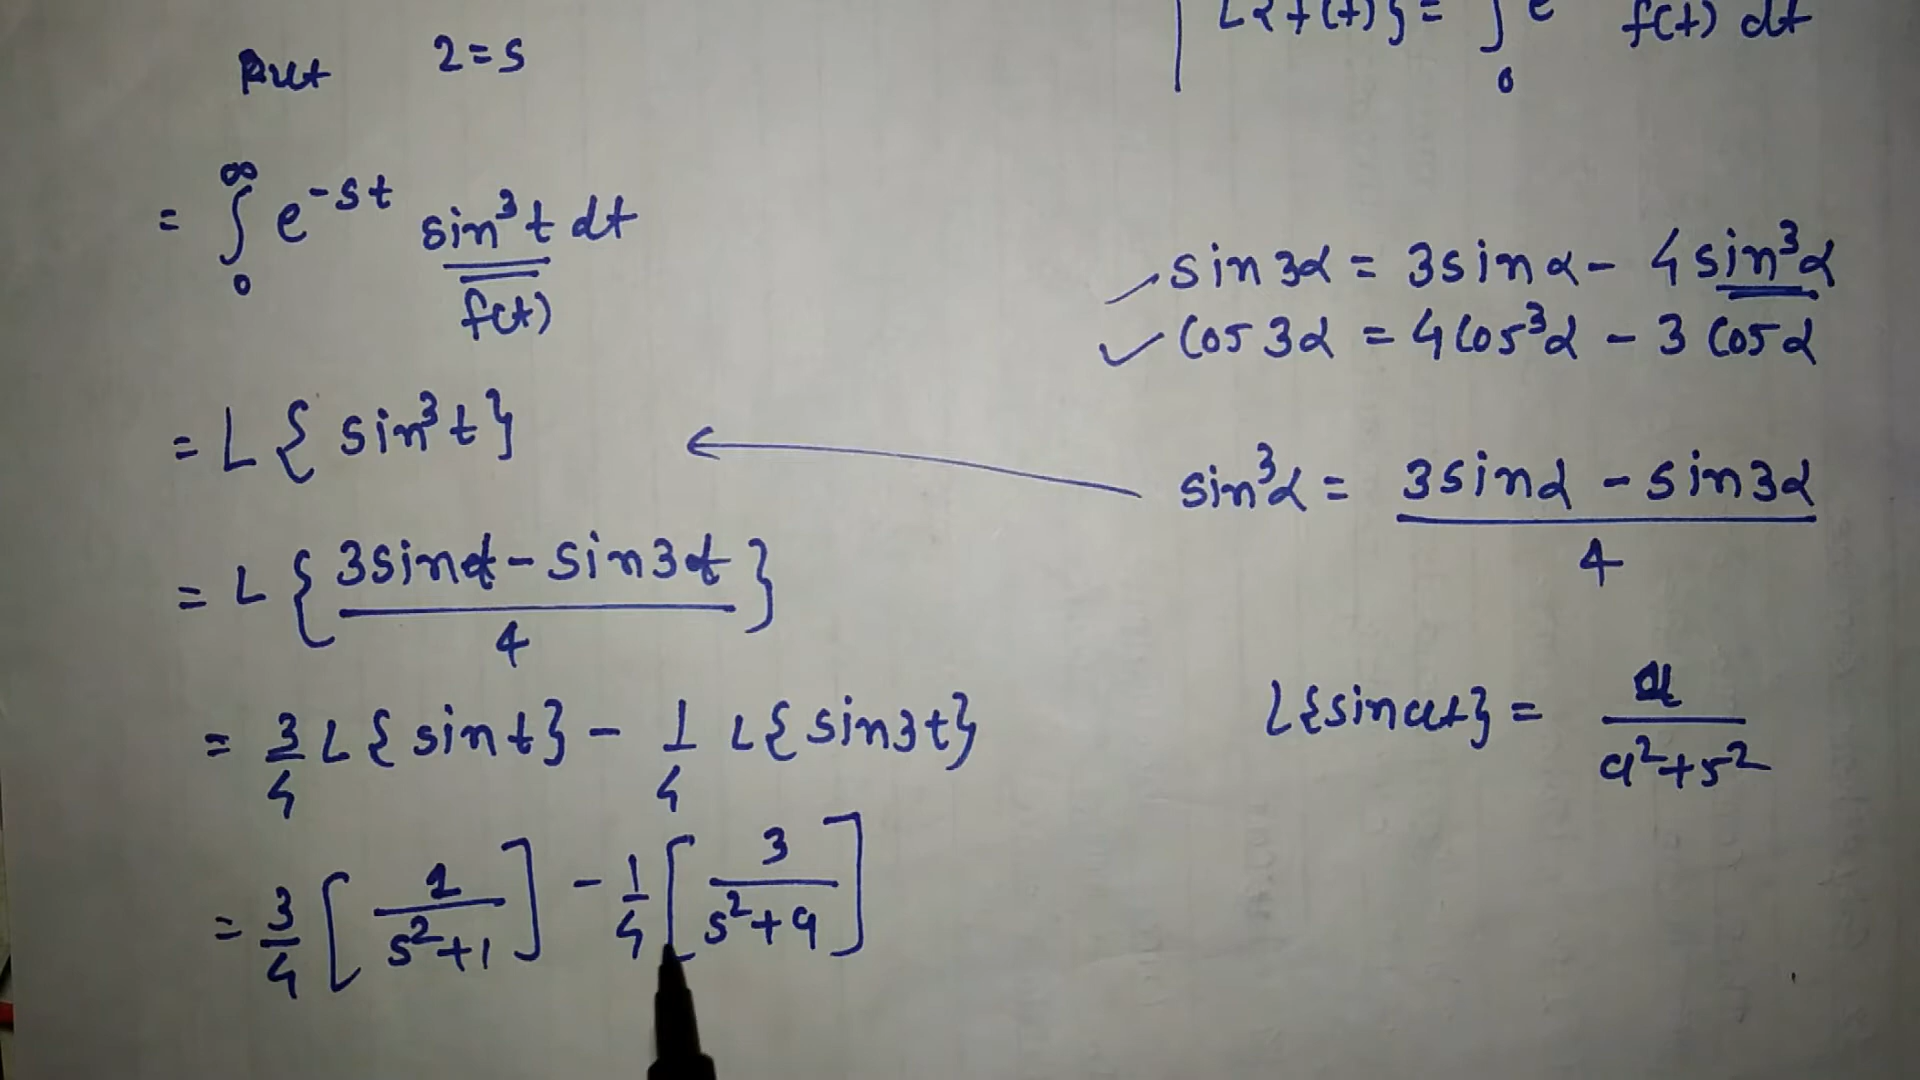 Put 2=s
L{f(t)} = ∫₀ e f(t) dt
= ∫₀^∞ e^-st sin³t dt
f(t)
sin3α = 3sinα - 4sin³α
cos3α = 4cos³α - 3cosα
= L{sin³t}
sin³α = (3sinα - sin3α)/4
= L{(3sint - sin3t)/4}
= 3/4 L{sint} - 1/4 L{sin3t}
L{sinat} = a/(a²+s²)
= 3/4 [1/(s²+1)] - 1/4 [3/(s²+9)]